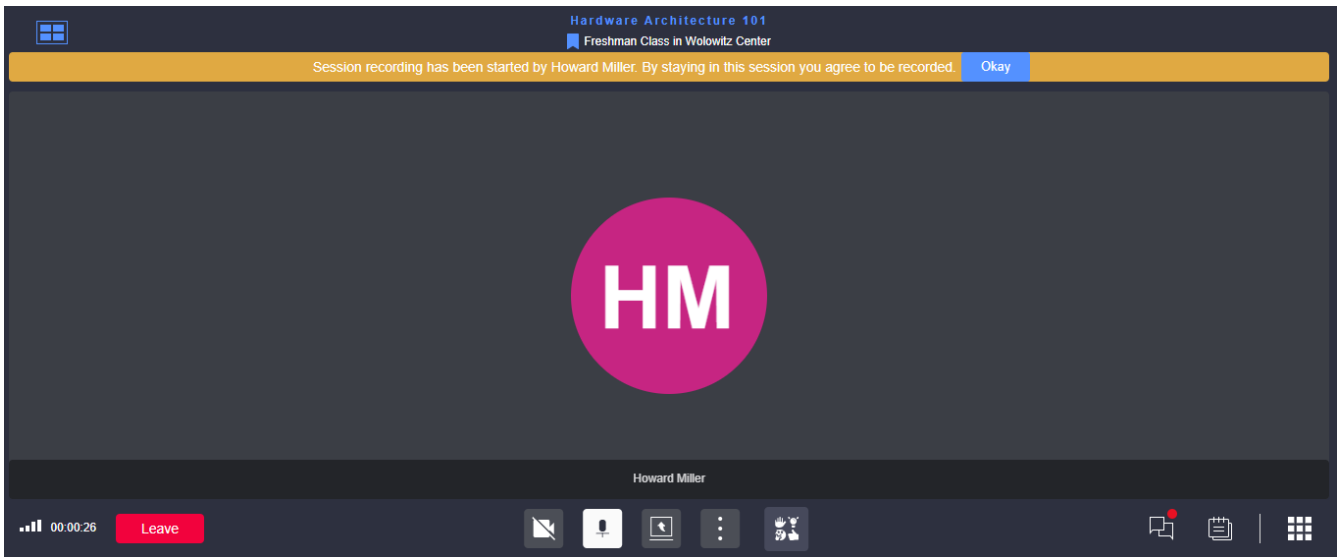 Hardware Architecture 101
Freshman Class in Wolowitz Center
Session recording has been started by Howard Miller. By staying in this session you agree to be recorded. Okay
HM
Howard Miller
00:00:26 Leave